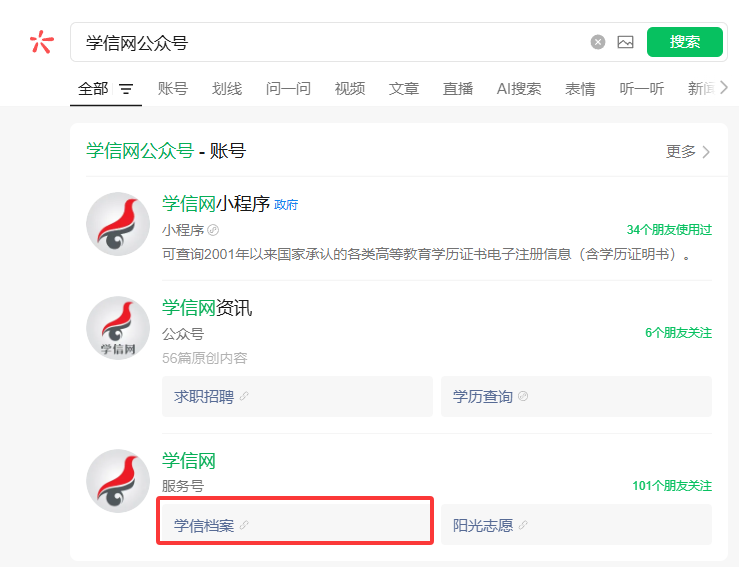 学信网公众号
搜索
全部 账号 划线 问一问 视频 文章 直播 AI搜索 表情 听一听 新闻
学信网公众号 - 账号
更多
学信网小程序 政府
小程序
34个朋友使用过
可查询2001年以来国家承认的各类高等教育学历证书电子注册信息（含学历证明书）。
学信网
学信网资讯
公众号
6个朋友关注
56篇原创内容
求职招聘 学历查询
学信网
服务号
101个朋友关注
学信档案 阳光志愿